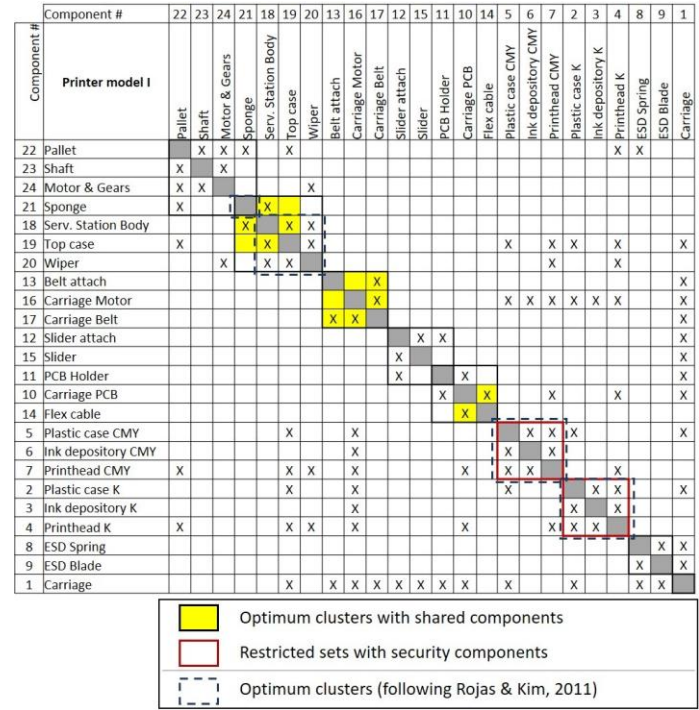 Component # 22 23 24 21 18 19 20 13 16 17 12 15 11 10 14 5 6 7 2 3 4 8 9 1
Component #
Printer model I
Pallet
Shaft
Motor & Gears
Sponge
Serv. Station Body
Top case
Wiper
Belt attach
Carriage Motor
Carriage Belt
Slider attach
Slider
PCB Holder
Carriage PCB
Flex cable
Plastic case CMY
Ink depository CMY
Printhead CMY
Plastic case K
Ink depository K
Printhead K
ESD Spring
ESD Blade
Carriage
22 Pallet X X X X X X
23 Shaft X X
24 Motor & Gears X X X
21 Sponge X X
18 Serv. Station Body X X X
19 Top case X X X X X X X X
20 Wiper X X X X X
13 Belt attach X X
16 Carriage Motor X X X X X X X X
17 Carriage Belt X X X
12 Slider attach X X X
15 Slider X X
11 PCB Holder X X X
10 Carriage PCB X X X X X
14 Flex cable X
5 Plastic case CMY X X X X X X
6 Ink depository CMY X X X
7 Printhead CMY X X X X X X X X
2 Plastic case K X X X X X X
3 Ink depository K X X X
4 Printhead K X X X X X X X X
8 ESD Spring X X
9 ESD Blade X X
1 Carriage X X X X X X X X X X X X
Optimum clusters with shared components
Restricted sets with security components
Optimum clusters (following Rojas & Kim, 2011)